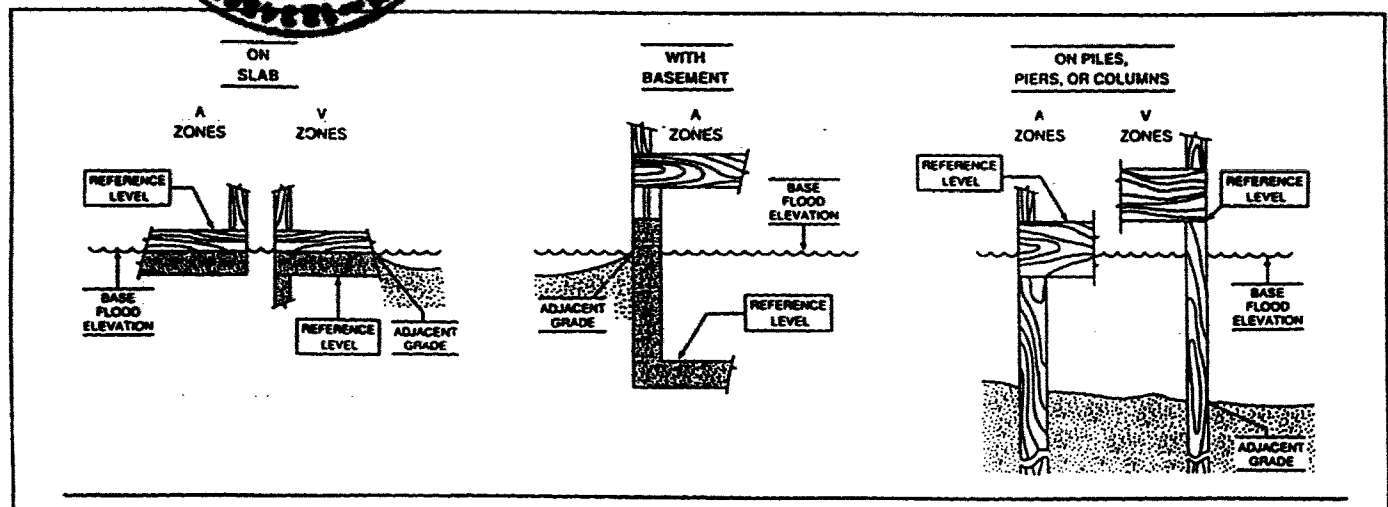 ON
SLAB
A
ZONES
V
ZONES
REFERENCE
LEVEL
BASE
FLOOD
ELEVATION
REFERENCE
LEVEL
ADJACENT
GRADE
WITH
BASEMENT
A
ZONES
BASE
FLOOD
ELEVATION
ADJACENT
GRADE
REFERENCE
LEVEL
ON PILES,
PIERS, OR COLUMNS
A
ZONES
V
ZONES
REFERENCE
LEVEL
REFERENCE
LEVEL
BASE
FLOOD
ELEVATION
ADJACENT
GRADE